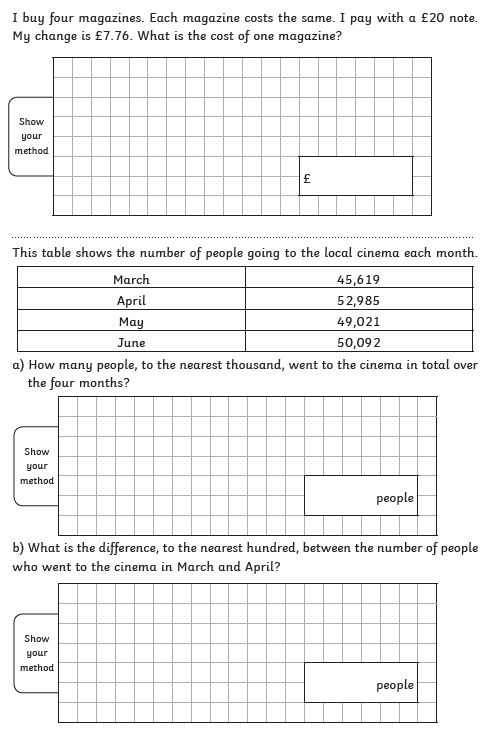 I buy four magazines. Each magazine costs the same. I pay with a £20 note.
My change is £7.76. What is the cost of one magazine?
Show
your
method
£
This table shows the number of people going to the local cinema each month.
March 45,619
April 52,985
May 49,021
June 50,092
a) How many people, to the nearest thousand, went to the cinema in total over
the four months?
Show
your
method
people
b) What is the difference, to the nearest hundred, between the number of people
who went to the cinema in March and April?
Show
your
method
people